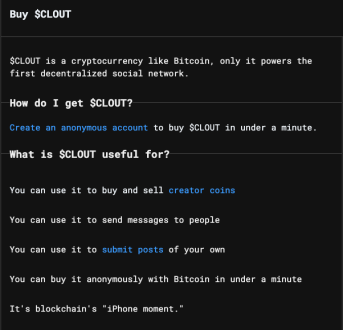 Buy $CLOUT
$CLOUT is a cryptocurrency like Bitcoin, only it powers the
first decentralized social network.
How do I get $CLOUT?
Create an anonymous account to buy $CLOUT in under a minute.
What is $CLOUT useful for?
You can use it to buy and sell creator coins
You can use it to send messages to people
You can use it to submit posts of your own
You can buy it anonymously with Bitcoin in under a minute
It's blockchain's "iPhone moment."